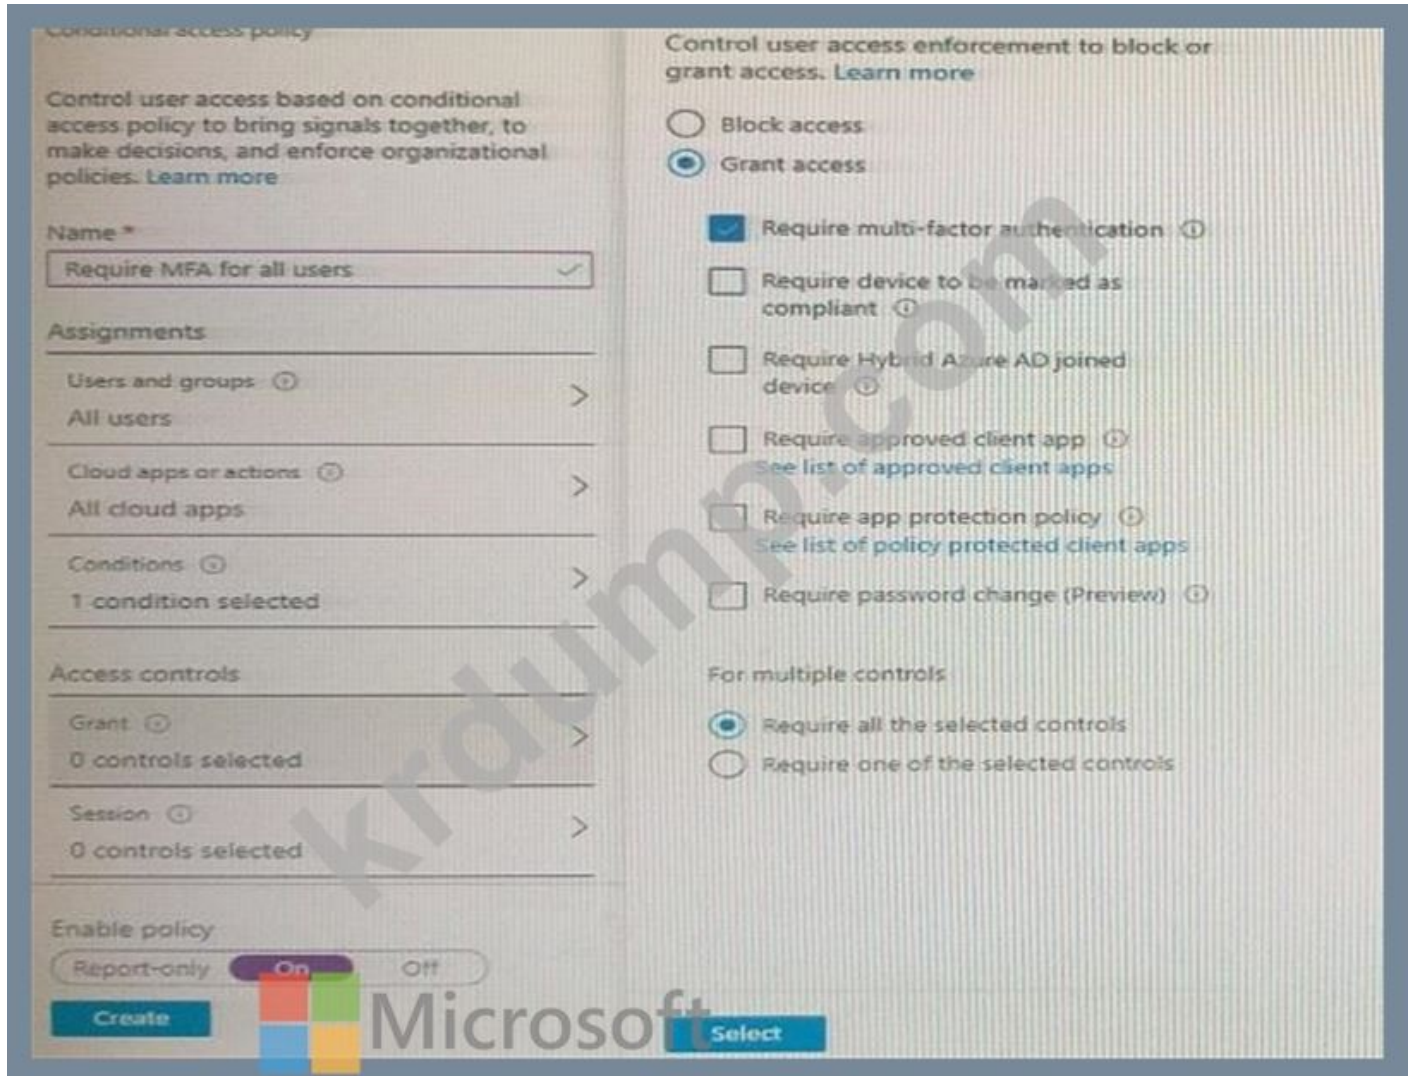 Conditional access policy
Control user access based on conditional
access policy to bring signals together, to
make decisions, and enforce organizational
policies. Learn more
Name *
Require MFA for all users
Assignments
Users and groups
All users
Cloud apps or actions
All cloud apps
Conditions
1 condition selected
Access controls
Grant
0 controls selected
Session
0 controls selected
Enable policy
Report-only On Off
Create
Control user access enforcement to block or
grant access. Learn more
Block access
Grant access
Require multi-factor authentication
Require device to be marked as
compliant
Require Hybrid Azure AD joined
device
Require approved client app
See list of approved client apps
Require app protection policy
See list of policy protected client apps
Require password change (Preview)
For multiple controls
Require all the selected controls
Require one of the selected controls
Select
krdump.com
Microsoft